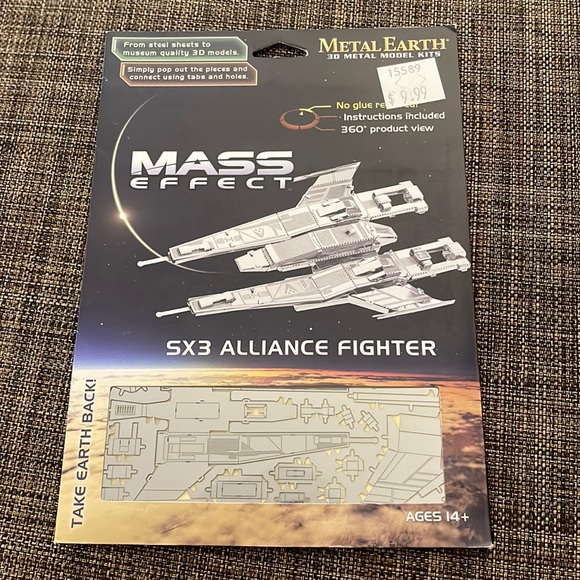 From steel sheets to
museum quality 3D models.
Simply pop out the pieces and
connect using tabs and holes.
METAL EARTH®
3D METAL MODEL KITS
15589
9.99
No glue
Instructions included
360° product view
MASS
EFFECT
SX3 ALLIANCE FIGHTER
TAKE EARTH BACK!
AGES 14+